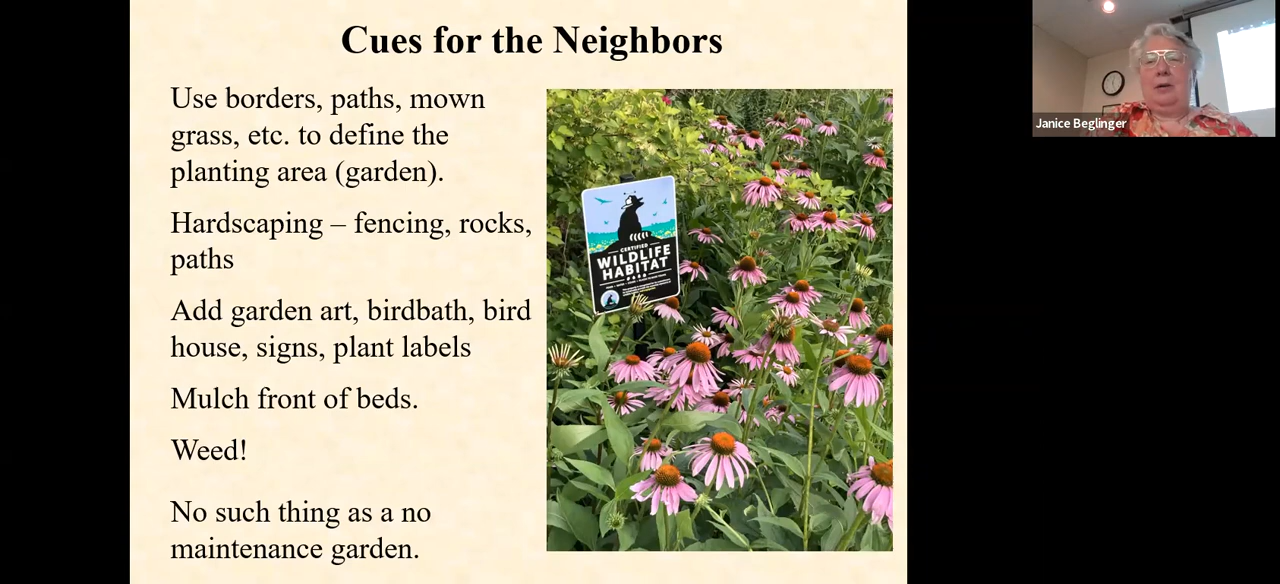 Cues for the Neighbors
Use borders, paths, mown
grass, etc. to define the
planting area (garden).
Hardscaping – fencing, rocks,
paths
Add garden art, birdbath, bird
house, signs, plant labels
Mulch front of beds.
Weed!
No such thing as a no
maintenance garden.
CERTIFIED
WILDLIFE
HABITAT
Janice Beglinger